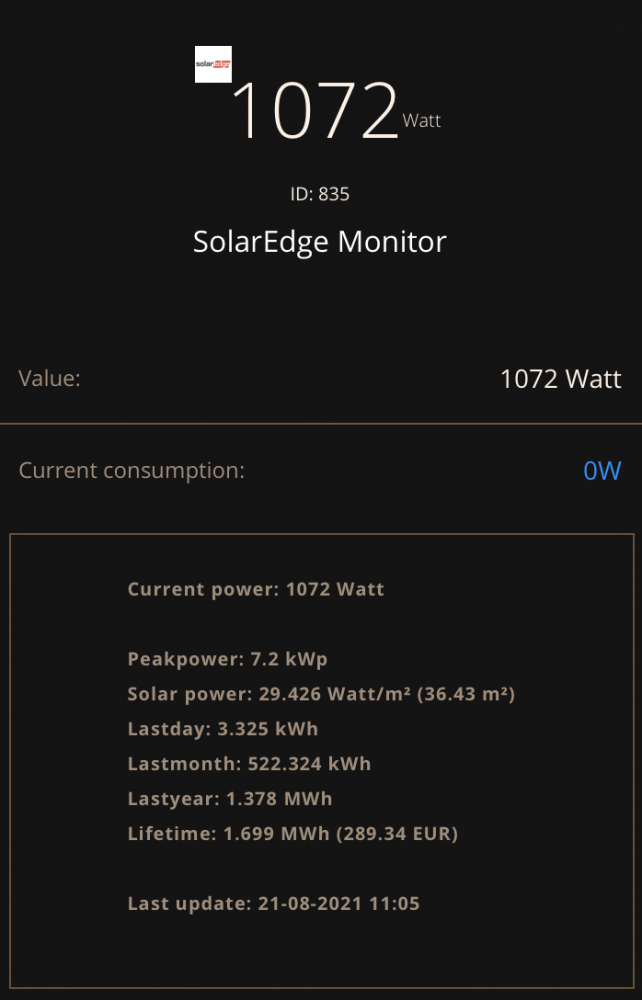 solaredge
1072 Watt
ID: 835
SolarEdge Monitor
Value: 1072 Watt
Current consumption: 0W
Current power: 1072 Watt
Peakpower: 7.2 kWp
Solar power: 29.426 Watt/m² (36.43 m²)
Lastday: 3.325 kWh
Lastmonth: 522.324 kWh
Lastyear: 1.378 MWh
Lifetime: 1.699 MWh (289.34 EUR)
Last update: 21-08-2021 11:05